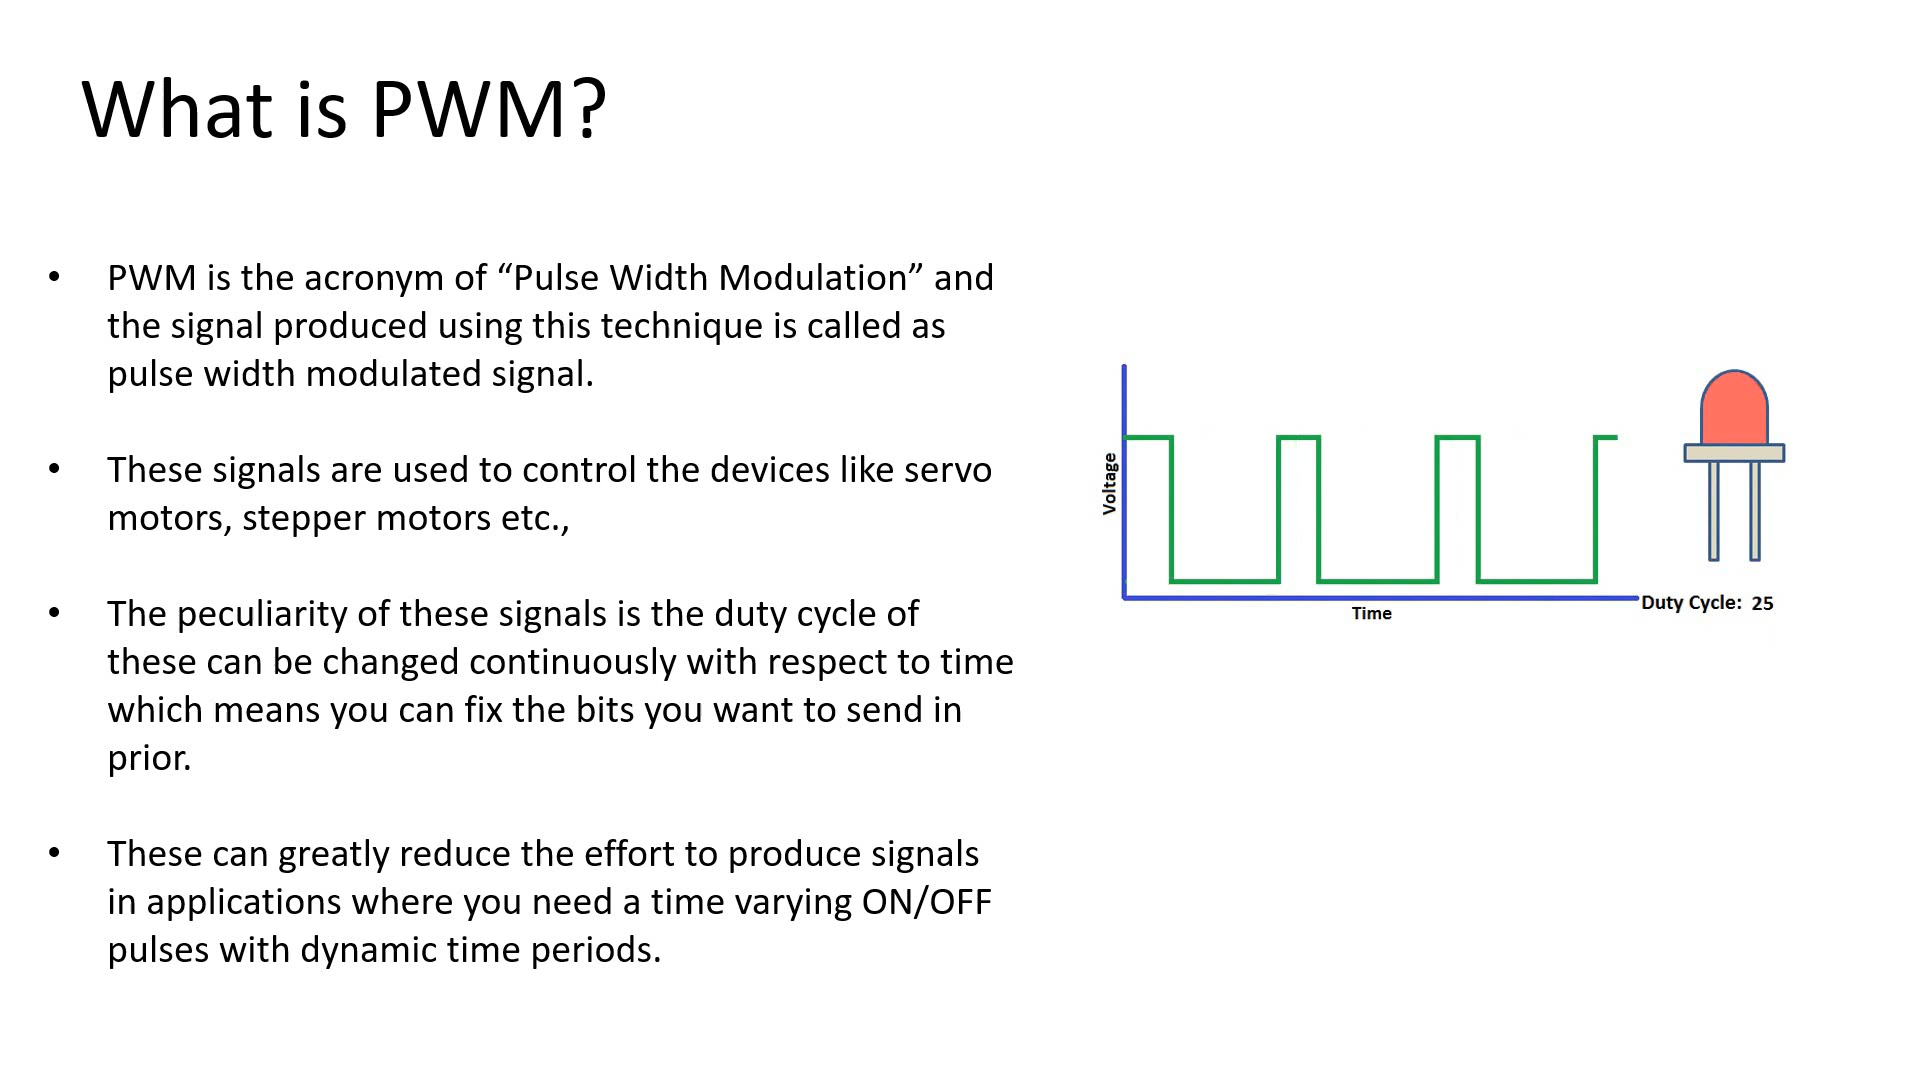 What is PWM?
• PWM is the acronym of “Pulse Width Modulation” and
the signal produced using this technique is called as
pulse width modulated signal.
• These signals are used to control the devices like servo
motors, stepper motors etc.,
• The peculiarity of these signals is the duty cycle of
these can be changed continuously with respect to time
which means you can fix the bits you want to send in
prior.
• These can greatly reduce the effort to produce signals
in applications where you need a time varying ON/OFF
pulses with dynamic time periods.
Voltage
Time
Duty Cycle: 25